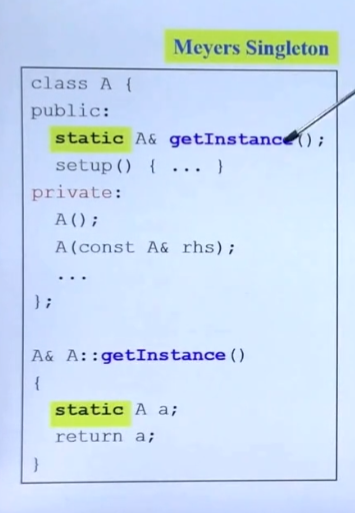 Meyers Singleton
class A {
public:
static A& getInstance();
setup() { ... }
private:
A();
A(const A& rhs);
...
};
A& A::getInstance()
{
static A a;
return a;
}